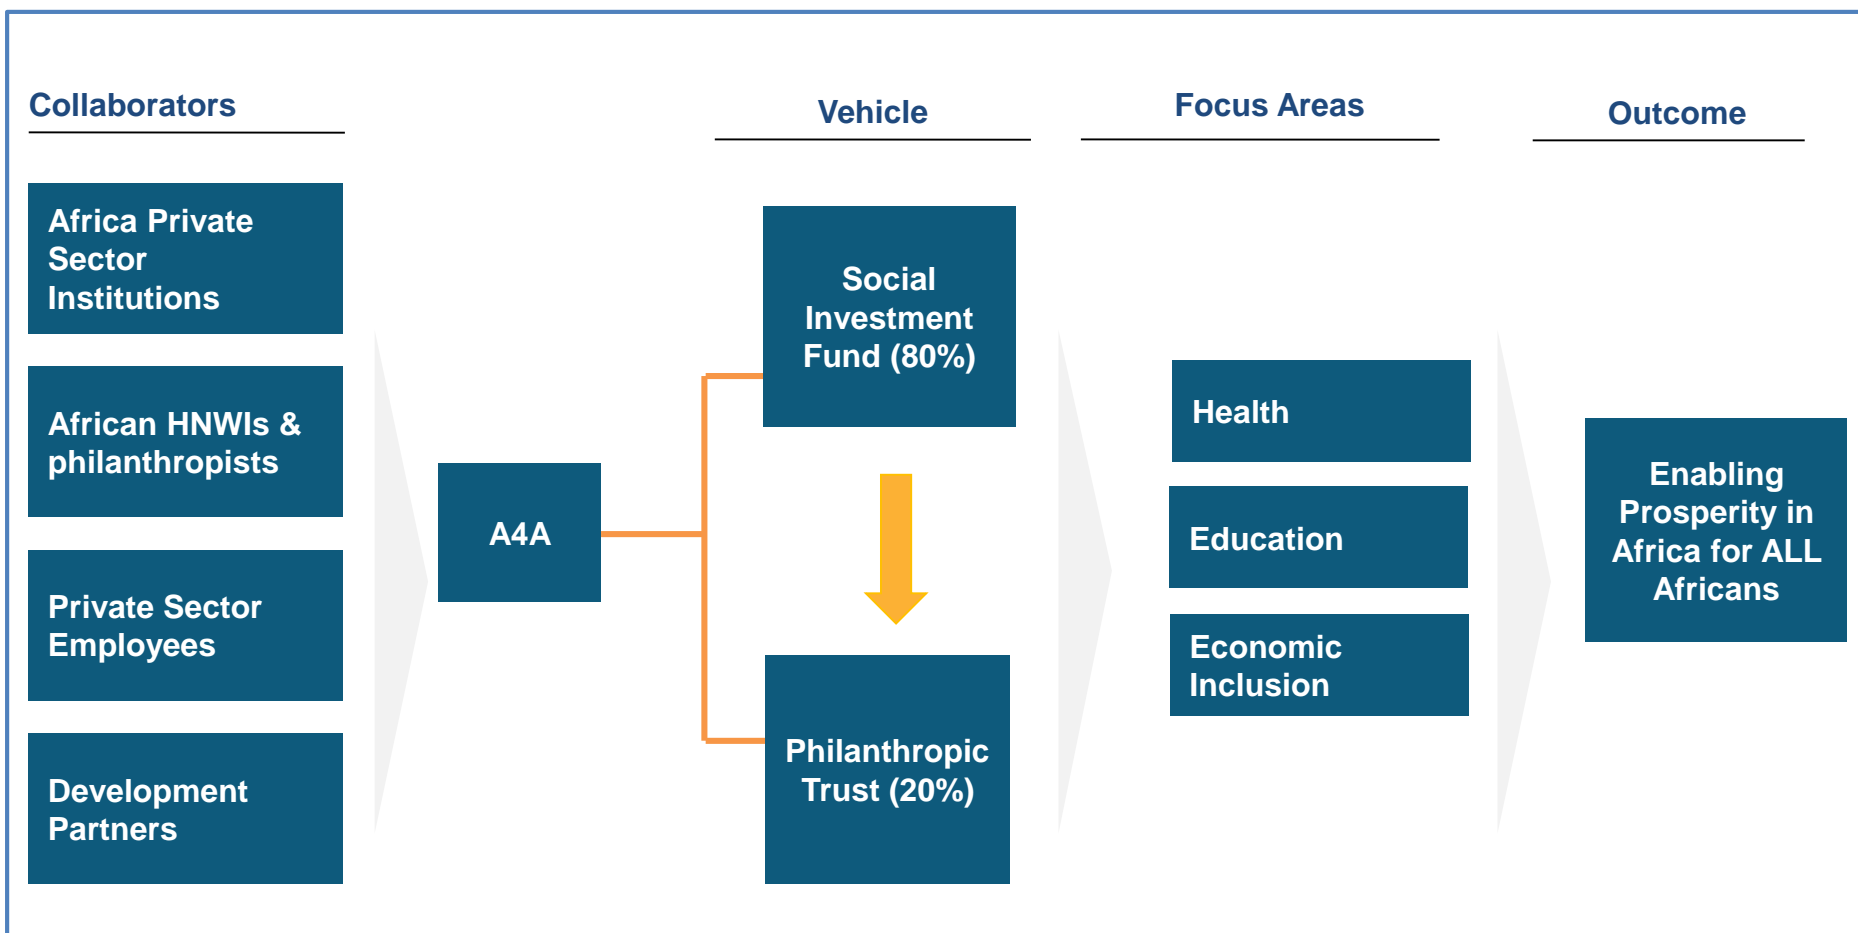 Collaborators
Africa Private
Sector
Institutions
African HNWIs &
philanthropists
Private Sector
Employees
Development
Partners
A4A
Vehicle
Social
Investment
Fund (80%)
Philanthropic
Trust (20%)
Focus Areas
Health
Education
Economic
Inclusion
Outcome
Enabling
Prosperity in
Africa for ALL
Africans